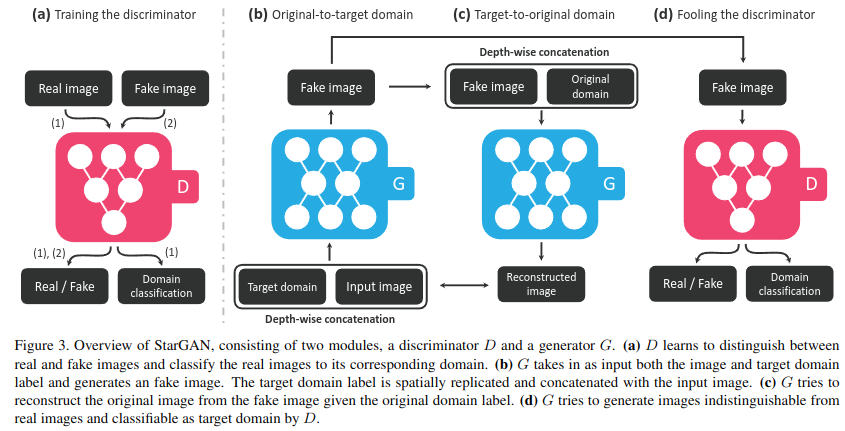 (a) Training the discriminator
(b) Original-to-target domain
(c) Target-to-original domain
(d) Fooling the discriminator
Real image
Fake image
(1)
(2)
D
(1), (2)
(1)
Real / Fake
Domain
classification
Fake image
G
Target domain
Input image
Depth-wise concatenation
Depth-wise concatenation
Fake image
Original
domain
G
Reconstructed
image
Fake image
D
Real / Fake
Domain
classification
Figure 3. Overview of StarGAN, consisting of two modules, a discriminator D and a generator G. (a) D learns to distinguish between
real and fake images and classify the real images to its corresponding domain. (b) G takes in as input both the image and target domain
label and generates an fake image. The target domain label is spatially replicated and concatenated with the input image. (c) G tries to
reconstruct the original image from the fake image given the original domain label. (d) G tries to generate images indistinguishable from
real images and classifiable as target domain by D.